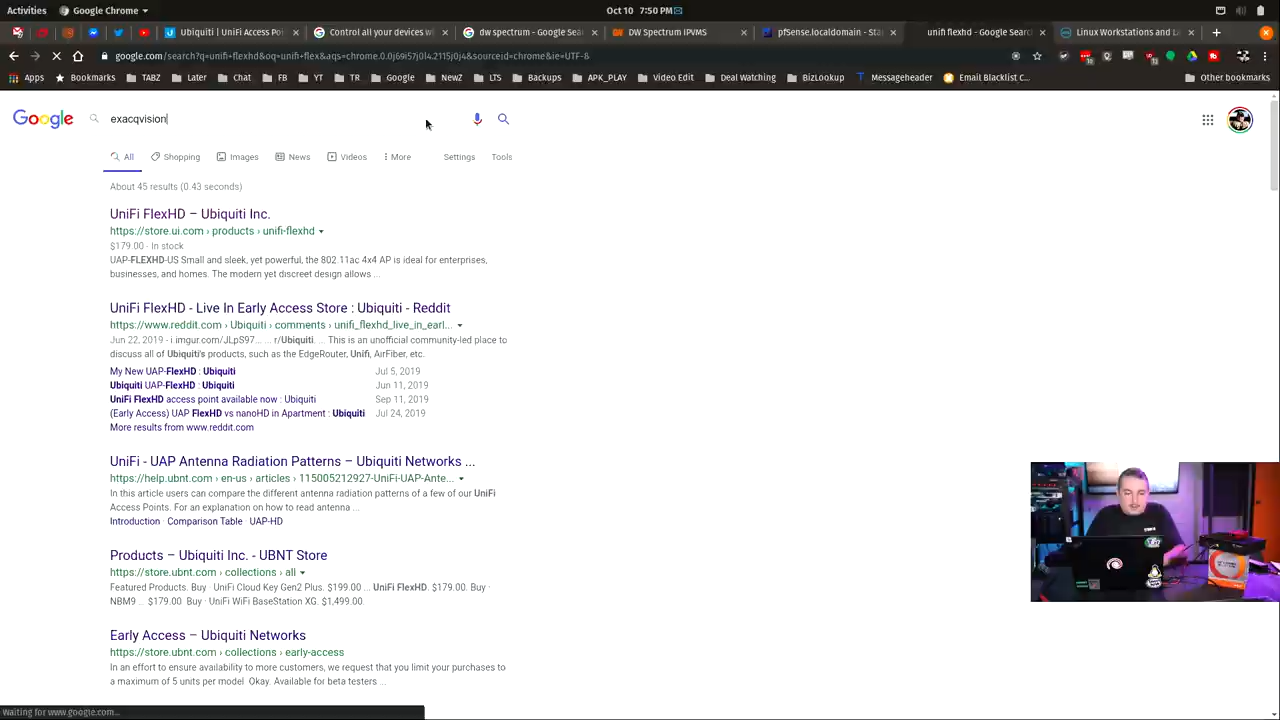 Activities
Google Chrome
Oct 10 7:50 PM
Ubiquiti | UniFi Access Poi
Control all your devices w
dw spectrum - Google Sea
DW Spectrum IPVMS
pfSense.localdomain - Sta
unifi flexhd - Google Searc
Linux Workstations and La
google.com/search?q=unifi+flexhd&oq=unifi+flex&aqs=chrome.0.0j69i57j0l4.2115j0j4&sourceid=chrome&ie=UTF-8
Apps
Bookmarks
TABZ
Later
Chat
FB
YT
TR
Google
NewZ
LTS
Backups
APK_PLAY
Video Edit
Deal Watching
BizLookup
Messageheader
Email Blacklist C...
Other bookmarks
Google
exacqvision
All
Shopping
Images
News
Videos
More
Settings
Tools
About 45 results (0.43 seconds)
UniFi FlexHD – Ubiquiti Inc.
https://store.ui.com › products › unifi-flexhd
$179.00 - In stock
UAP-FLEXHD-US Small and sleek, yet powerful, the 802.11ac 4x4 AP is ideal for enterprises,
businesses, and homes. The modern yet discreet design allows ...
UniFi FlexHD - Live In Early Access Store : Ubiquiti - Reddit
https://www.reddit.com › Ubiquiti › comments › unifi_flexhd_live_in_earl...
Jun 22, 2019 - i.imgur.com/JLpS97... ... r/Ubiquiti. ... This is an unofficial community-led place to
discuss all of Ubiquiti's products, such as the EdgeRouter, Unifi, AirFiber, etc.
My New UAP-FlexHD : Ubiquiti Jul 5, 2019
Ubiquiti UAP-FlexHD : Ubiquiti Jun 11, 2019
UniFi FlexHD access point available now : Ubiquiti Sep 11, 2019
(Early Access) UAP FlexHD vs nanoHD in Apartment : Ubiquiti Jul 24, 2019
More results from www.reddit.com
UniFi - UAP Antenna Radiation Patterns – Ubiquiti Networks ...
https://help.ubnt.com › en-us › articles › 115005212927-UniFi-UAP-Ante...
In this article users can compare the different antenna radiation patterns of a few of our UniFi
Access Points. For an explanation on how to read antenna ...
Introduction · Comparison Table · UAP-HD
Products – Ubiquiti Inc. - UBNT Store
https://store.ubnt.com › collections › all
Featured Products. Buy · UniFi Cloud Key Gen2 Plus. $199.00 ... UniFi FlexHD. $179.00. Buy ·
NBM9 ... $179.00 Buy · UniFi WiFi BaseStation XG. $1,499.00.
Early Access – Ubiquiti Networks
https://store.ubnt.com › collections › early-access
In an effort to ensure availability to more customers, we request that you limit your purchases to
a maximum of 5 units per model Okay. Available for beta testers ...
Waiting for www.google.com...